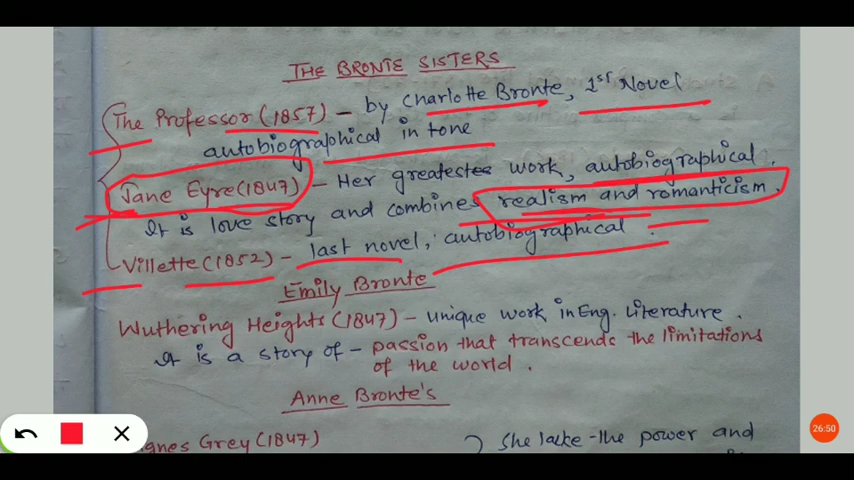 THE BRONTE SISTERS
The Professor (1857) - by Charlotte Bronte, 1st Novel
autobiographical in tone
Jane Eyre (1847) - Her greatest work, autobiographical.
It is love story and combines realism and romanticism.
Villette (1852) - last novel, autobiographical.
Emily Bronte
Wuthering Heights (1847) - unique work in Eng. Literature.
It is a story of - passion that transcends the limitations
of the world.
Anne Bronte's
Agnes Grey (1847) She lacke - the power and
26:50